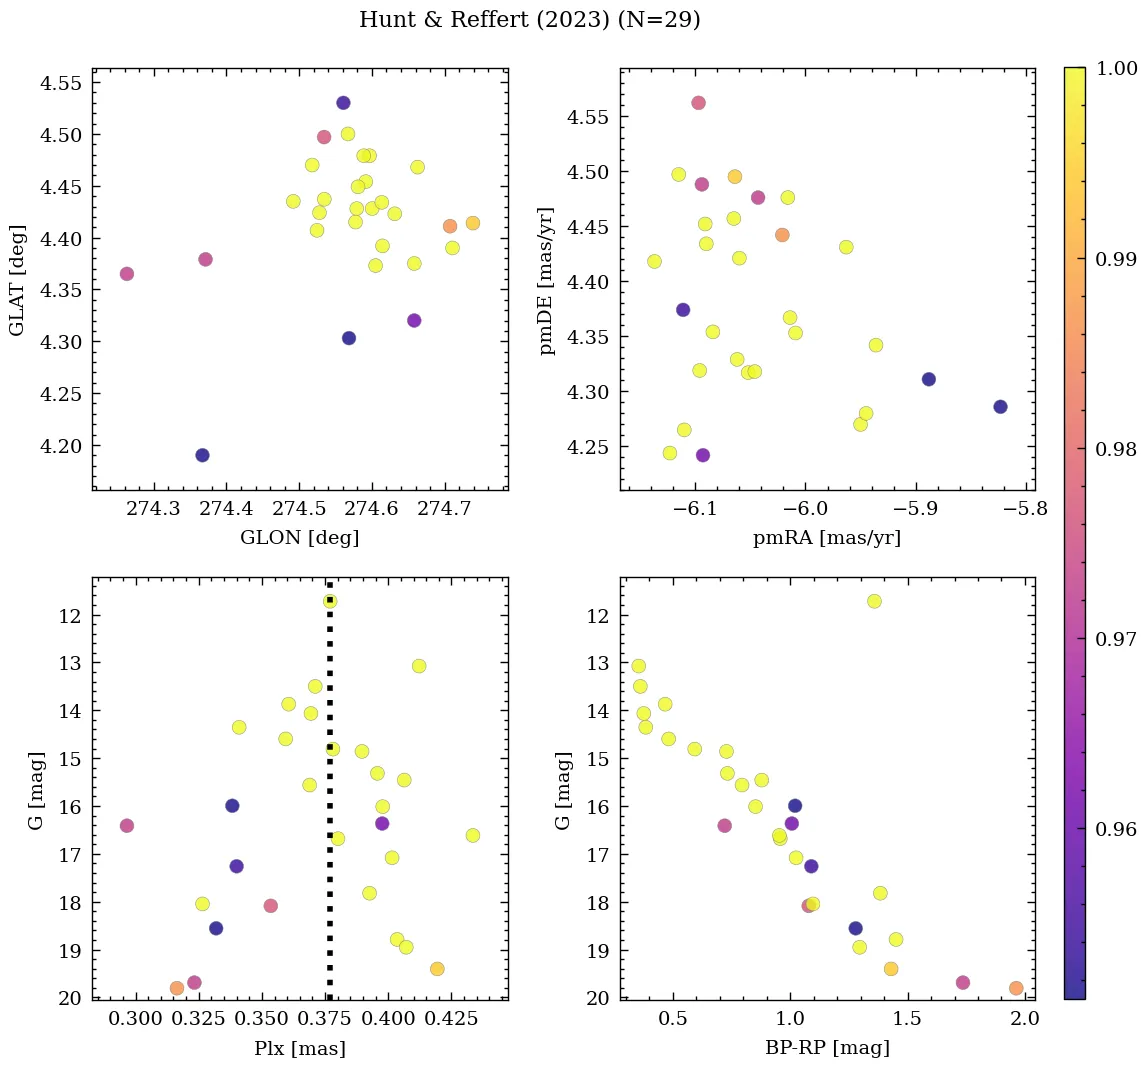 Hunt & Reffert (2023) (N=29)
4.55
4.50
4.45
4.40
4.35
4.30
4.25
4.20
GLAT [deg]
274.3 274.4 274.5 274.6 274.7
GLON [deg]
4.55
4.50
4.45
4.40
4.35
4.30
4.25
pmDE [mas/yr]
−6.1 −6.0 −5.9 −5.8
pmRA [mas/yr]
1.00
0.99
0.98
0.97
0.96
12
13
14
15
16
17
18
19
20
G [mag]
0.300 0.325 0.350 0.375 0.400 0.425
Plx [mas]
12
13
14
15
16
17
18
19
20
G [mag]
0.5 1.0 1.5 2.0
BP-RP [mag]